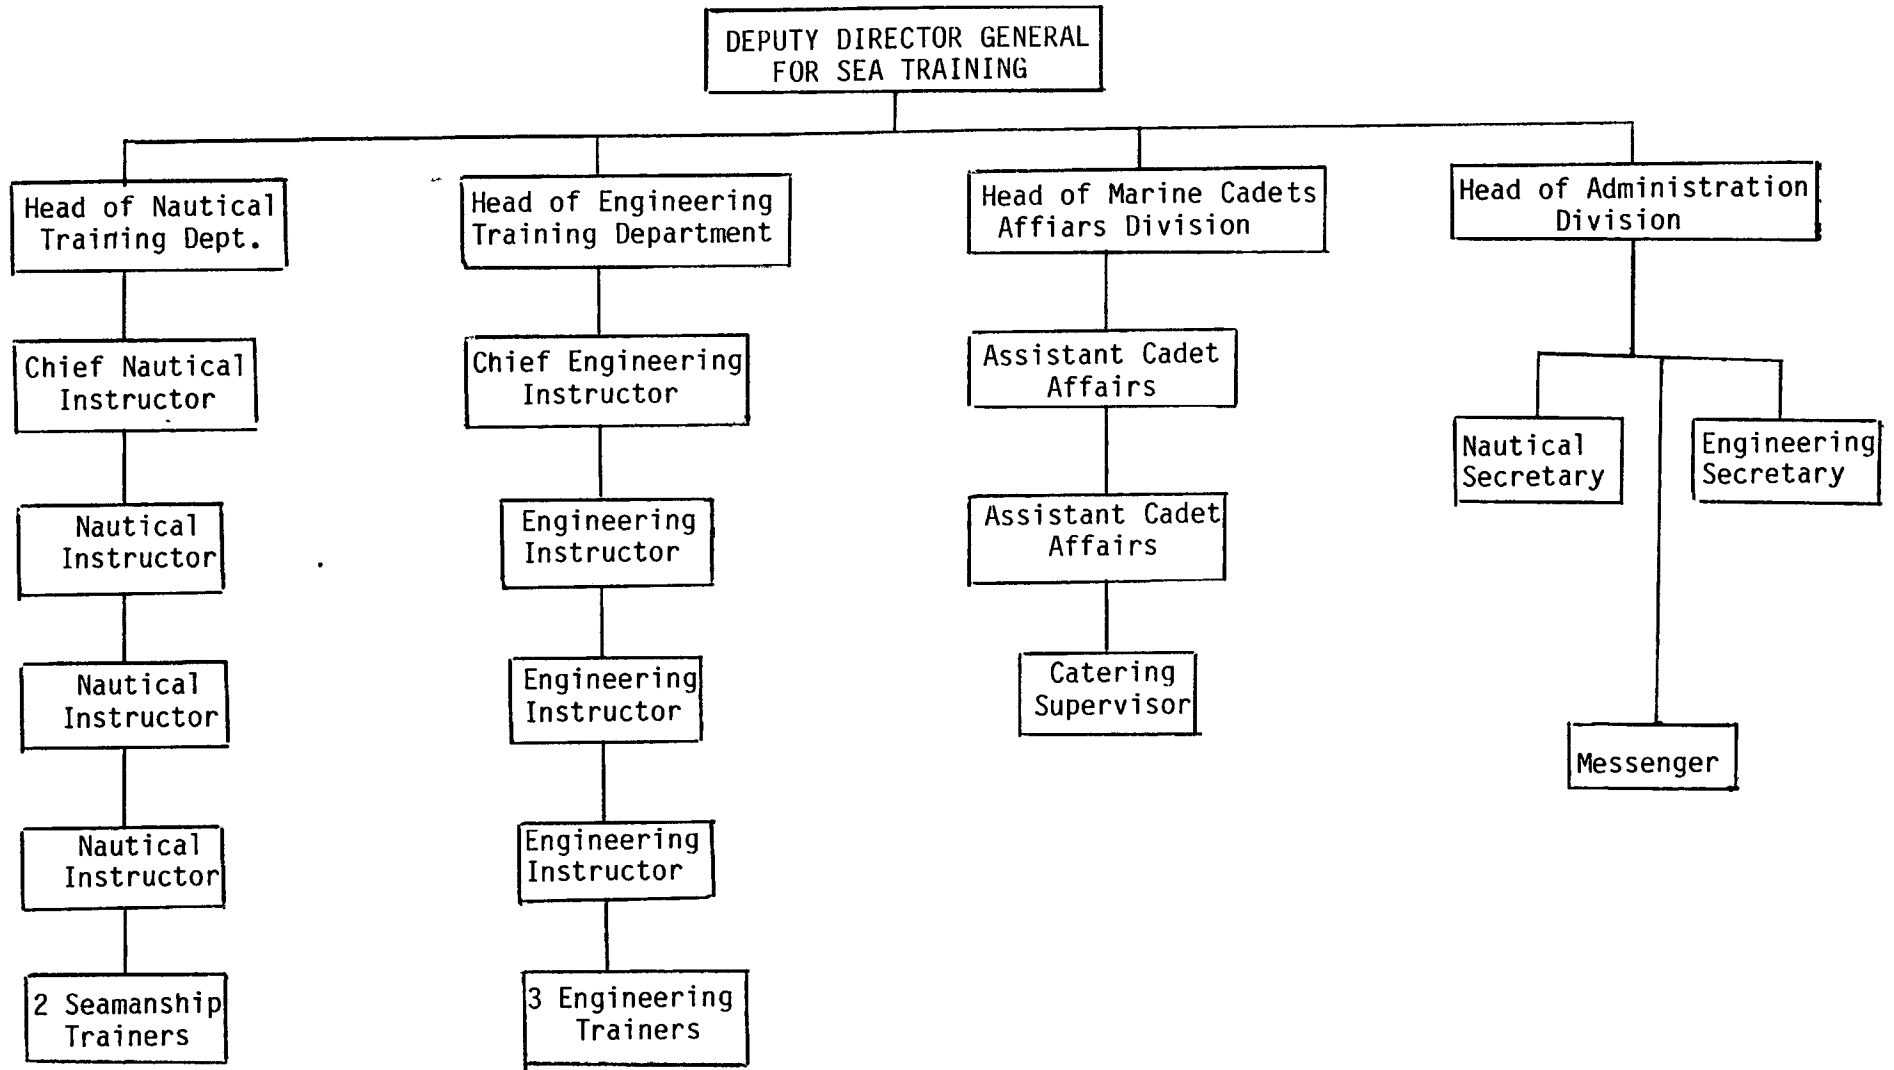 DEPUTY DIRECTOR GENERAL
FOR SEA TRAINING
Head of Nautical
Training Dept.
Head of Engineering
Training Department
Head of Marine Cadets
Affiars Division
Head of Administration
Division
Chief Nautical
Instructor
Chief Engineering
Instructor
Assistant Cadet
Affairs
Nautical
Secretary
Engineering
Secretary
Nautical
Instructor
Engineering
Instructor
Assistant Cadet
Affairs
Nautical
Instructor
Engineering
Instructor
Catering
Supervisor
Messenger
Nautical
Instructor
Engineering
Instructor
2 Seamanship
Trainers
3 Engineering
Trainers